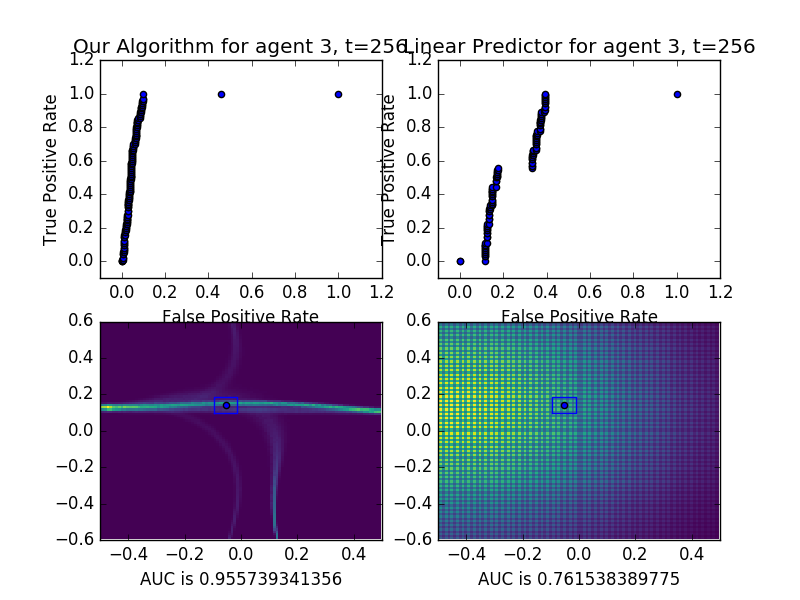 Our Algorithm for agent 3, t=256
Linear Predictor for agent 3, t=256
True Positive Rate
1.2
1.0
0.8
0.6
0.4
0.2
0.0
0.0 0.2 0.4 0.6 0.8 1.0 1.2
False Positive Rate
True Positive Rate
1.2
1.0
0.8
0.6
0.4
0.2
0.0
0.0 0.2 0.4 0.6 0.8 1.0 1.2
False Positive Rate
0.6
0.4
0.2
0.0
−0.2
−0.4
−0.6
−0.4 −0.2 0.0 0.2 0.4
AUC is 0.955739341356
0.6
0.4
0.2
0.0
−0.2
−0.4
−0.6
−0.4 −0.2 0.0 0.2 0.4
AUC is 0.761538389775